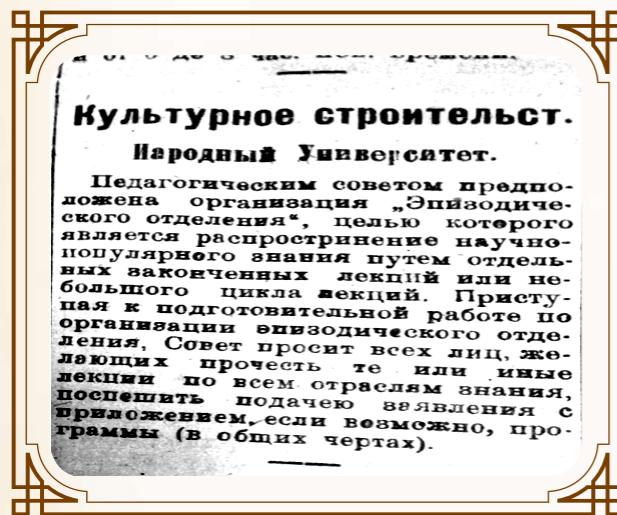 час.
Культурное строительст.
Народный Университет.
Педагогическим советом предпо-
ложена организация „Эпизодиче-
ского отделения“, целью которого
является распростринение научно-
популярного знания путем отдель-
ных законченных лекций или не-
большого цикла лекций. Присту-
пая к подготовительной работе по
организации эпизодического отде-
ления, Совет просит всех лиц, же-
лающих прочесть те или иные
лекции по всем отраслям знания,
поспешить подачею заявления с
приложением, если возможно, про-
граммы (в общих чертах).